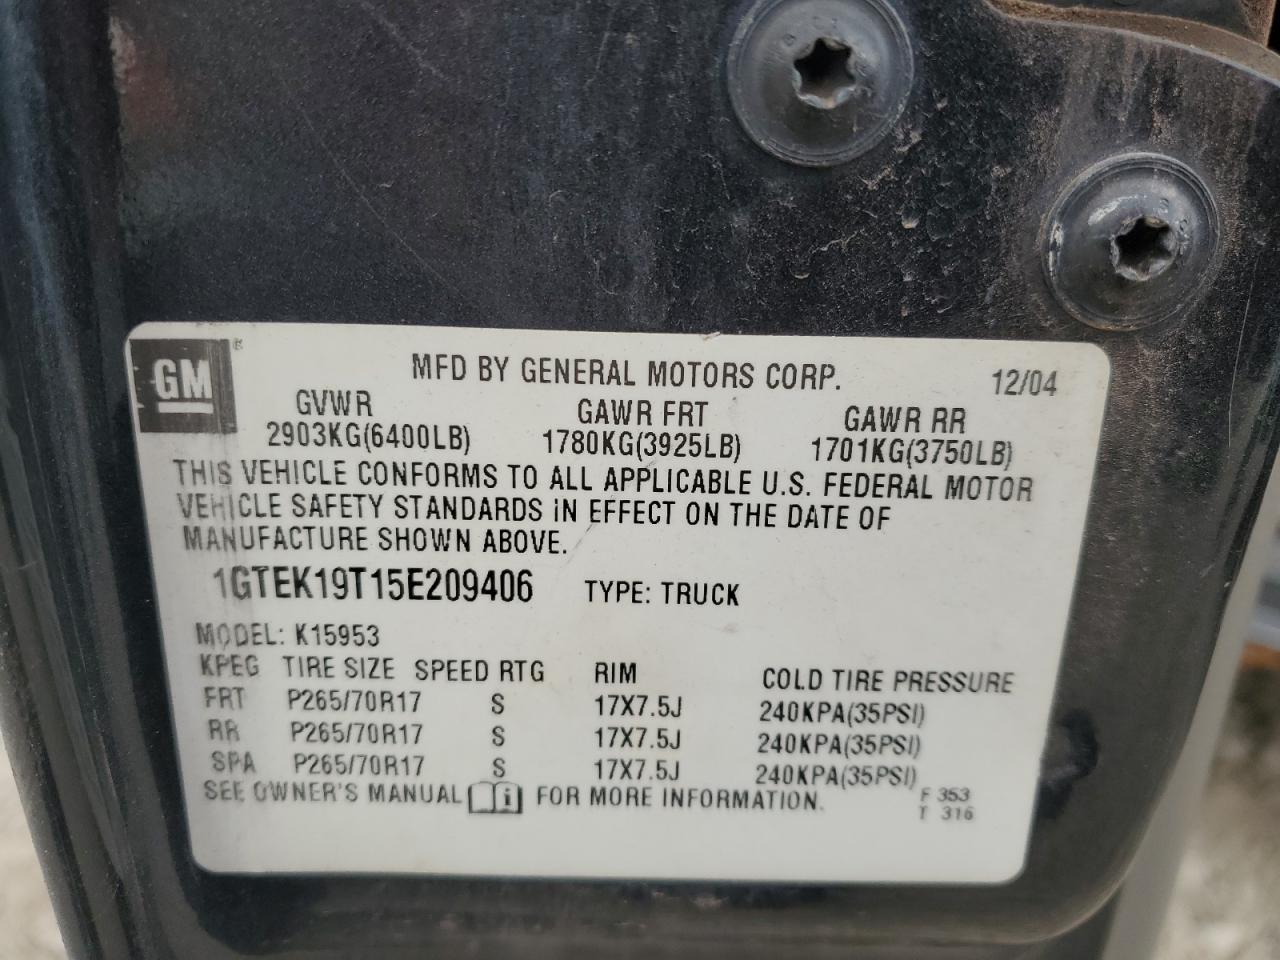 GM ®
MFD BY GENERAL MOTORS CORP. 12/04
GVWR GAWR FRT GAWR RR
2903KG(6400LB) 1780KG(3925LB) 1701KG(3750LB)
THIS VEHICLE CONFORMS TO ALL APPLICABLE U.S. FEDERAL MOTOR
VEHICLE SAFETY STANDARDS IN EFFECT ON THE DATE OF
MANUFACTURE SHOWN ABOVE.
1GTEK19T15E209406 TYPE: TRUCK
MODEL: K15953
KPEG TIRE SIZE SPEED RTG RIM COLD TIRE PRESSURE
FRT P265/70R17 S 17X7.5J 240KPA(35PSI)
RR P265/70R17 S 17X7.5J 240KPA(35PSI)
SPA P265/70R17 S 17X7.5J 240KPA(35PSI)
SEE OWNER'S MANUAL i FOR MORE INFORMATION. F 353
T 316